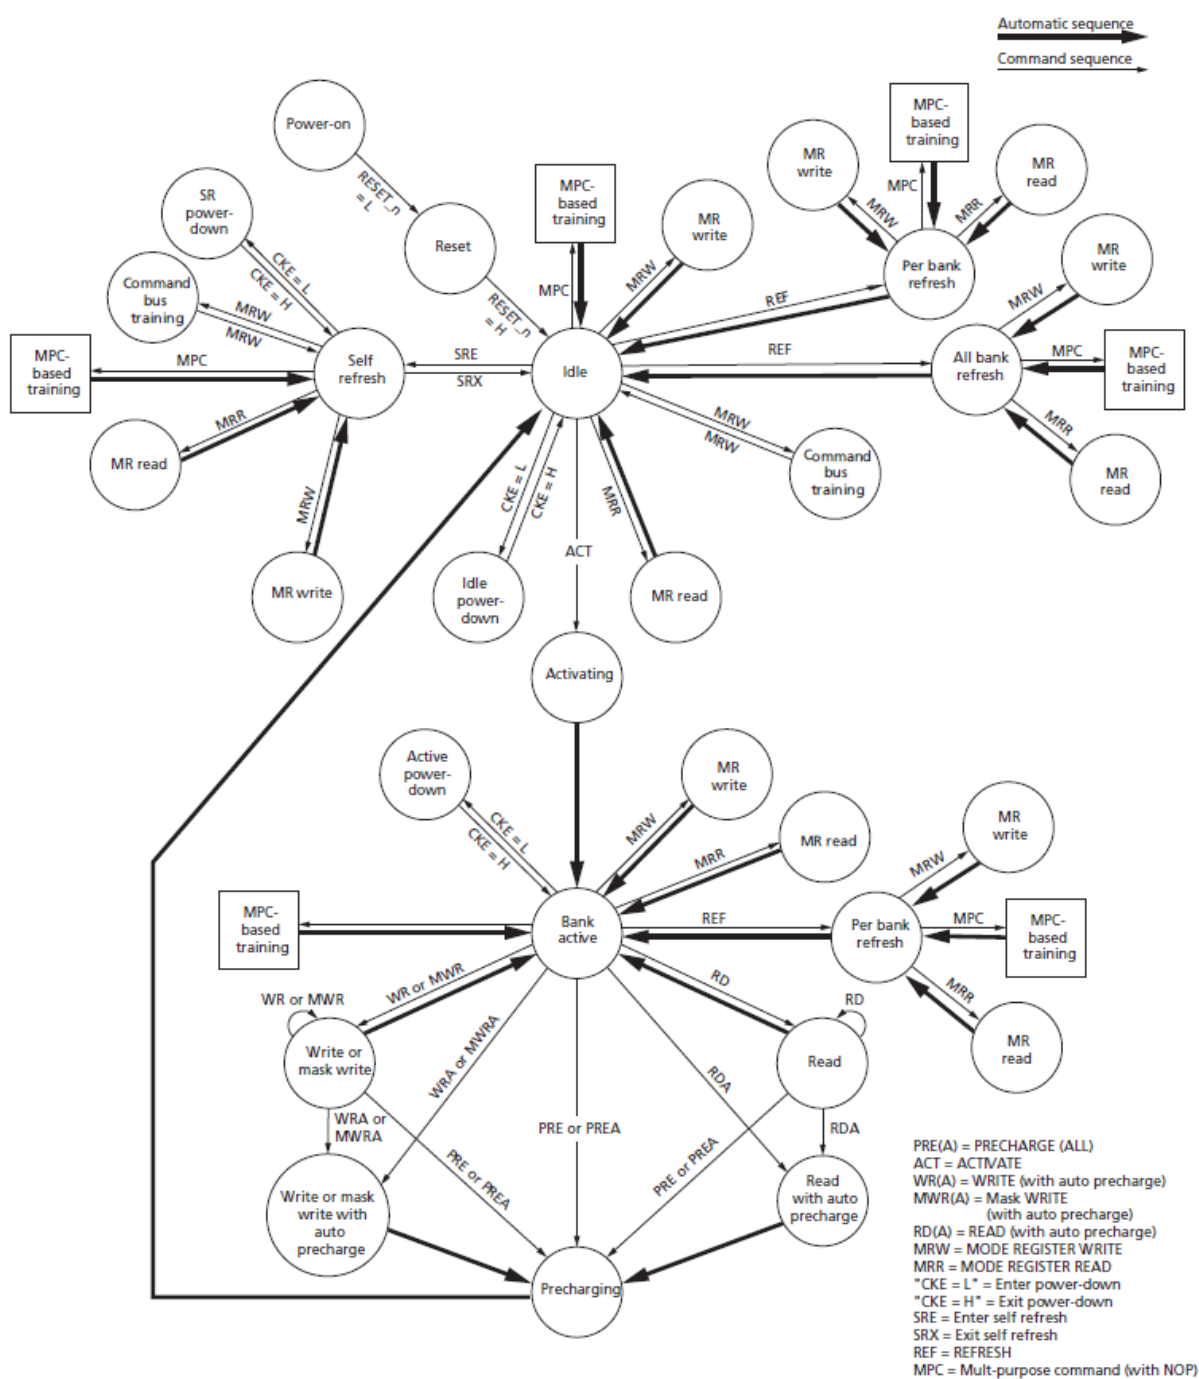 Automatic sequence
Command sequence
Power-on
RESET_n
= L
Reset
RESET_n
= H
SR
power-
down
CKE = L
CKE = H
Command
bus
training
MRW
MRW
MPC-
based
training
MPC
Self
refresh
MRR
MR read
MRW
MR write
SRE
SRX
MPC-
based
training
MPC
MR
write
MRW
Idle
REF
REF
MR
write
MRW
MPC-
based
training
MPC
MR
read
MRR
Per bank
refresh
MR
write
MRW
All bank
refresh
MPC
MPC-
based
training
MRR
MR
read
MRW
MRW
Command
bus
training
CKE = L
CKE = H
Idle
power-
down
ACT
MRR
MR read
Activating
Active
power-
down
CKE = L
CKE = H
MR
write
MRW
MR read
MRR
MPC-
based
training
Bank
active
REF
Per bank
refresh
MR
write
MRW
MPC
MPC-
based
training
MRR
MR
read
WR or MWR
WR or MWR
Write or
mask write
WRA or MWRA
WRA or
MWRA
PRE or PREA
PRE or PREA
RD
RD
Read
RDA
RDA
PRE or PREA
Write or mask
write with
auto
precharge
Read
with auto
precharge
Precharging
PRE(A) = PRECHARGE (ALL)
ACT = ACTIVATE
WR(A) = WRITE (with auto precharge)
MWR(A) = Mask WRITE
(with auto precharge)
RD(A) = READ (with auto precharge)
MRW = MODE REGISTER WRITE
MRR = MODE REGISTER READ
"CKE = L" = Enter power-down
"CKE = H" = Exit power-down
SRE = Enter self refresh
SRX = Exit self refresh
REF = REFRESH
MPC = Mult-purpose command (with NOP)